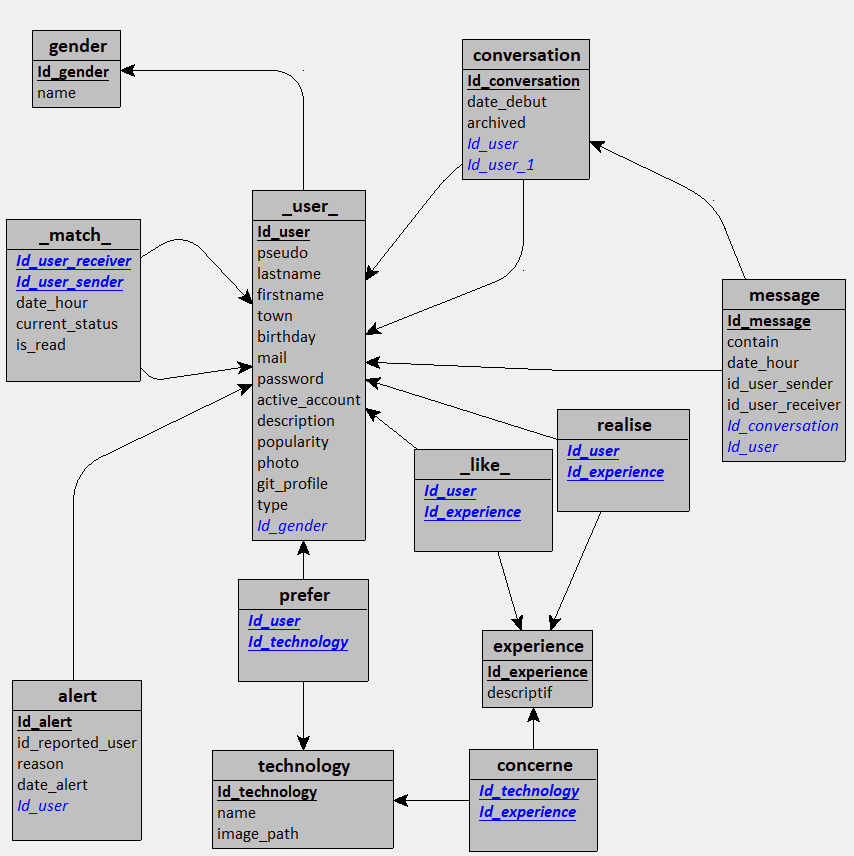 gender
Id_gender
name
conversation
Id_conversation
date_debut
archived
Id_user
Id_user_1
_user_
Id_user
pseudo
lastname
firstname
town
birthday
mail
password
active_account
description
popularity
photo
git_profile
type
Id_gender
_match_
Id_user_receiver
Id_user_sender
date_hour
current_status
is_read
message
Id_message
contain
date_hour
id_user_sender
id_user_receiver
Id_conversation
Id_user
realise
Id_user
Id_experience
_like_
Id_user
Id_experience
prefer
Id_user
Id_technology
experience
Id_experience
descriptif
alert
Id_alert
id_reported_user
reason
date_alert
Id_user
technology
Id_technology
name
image_path
concerne
Id_technology
Id_experience